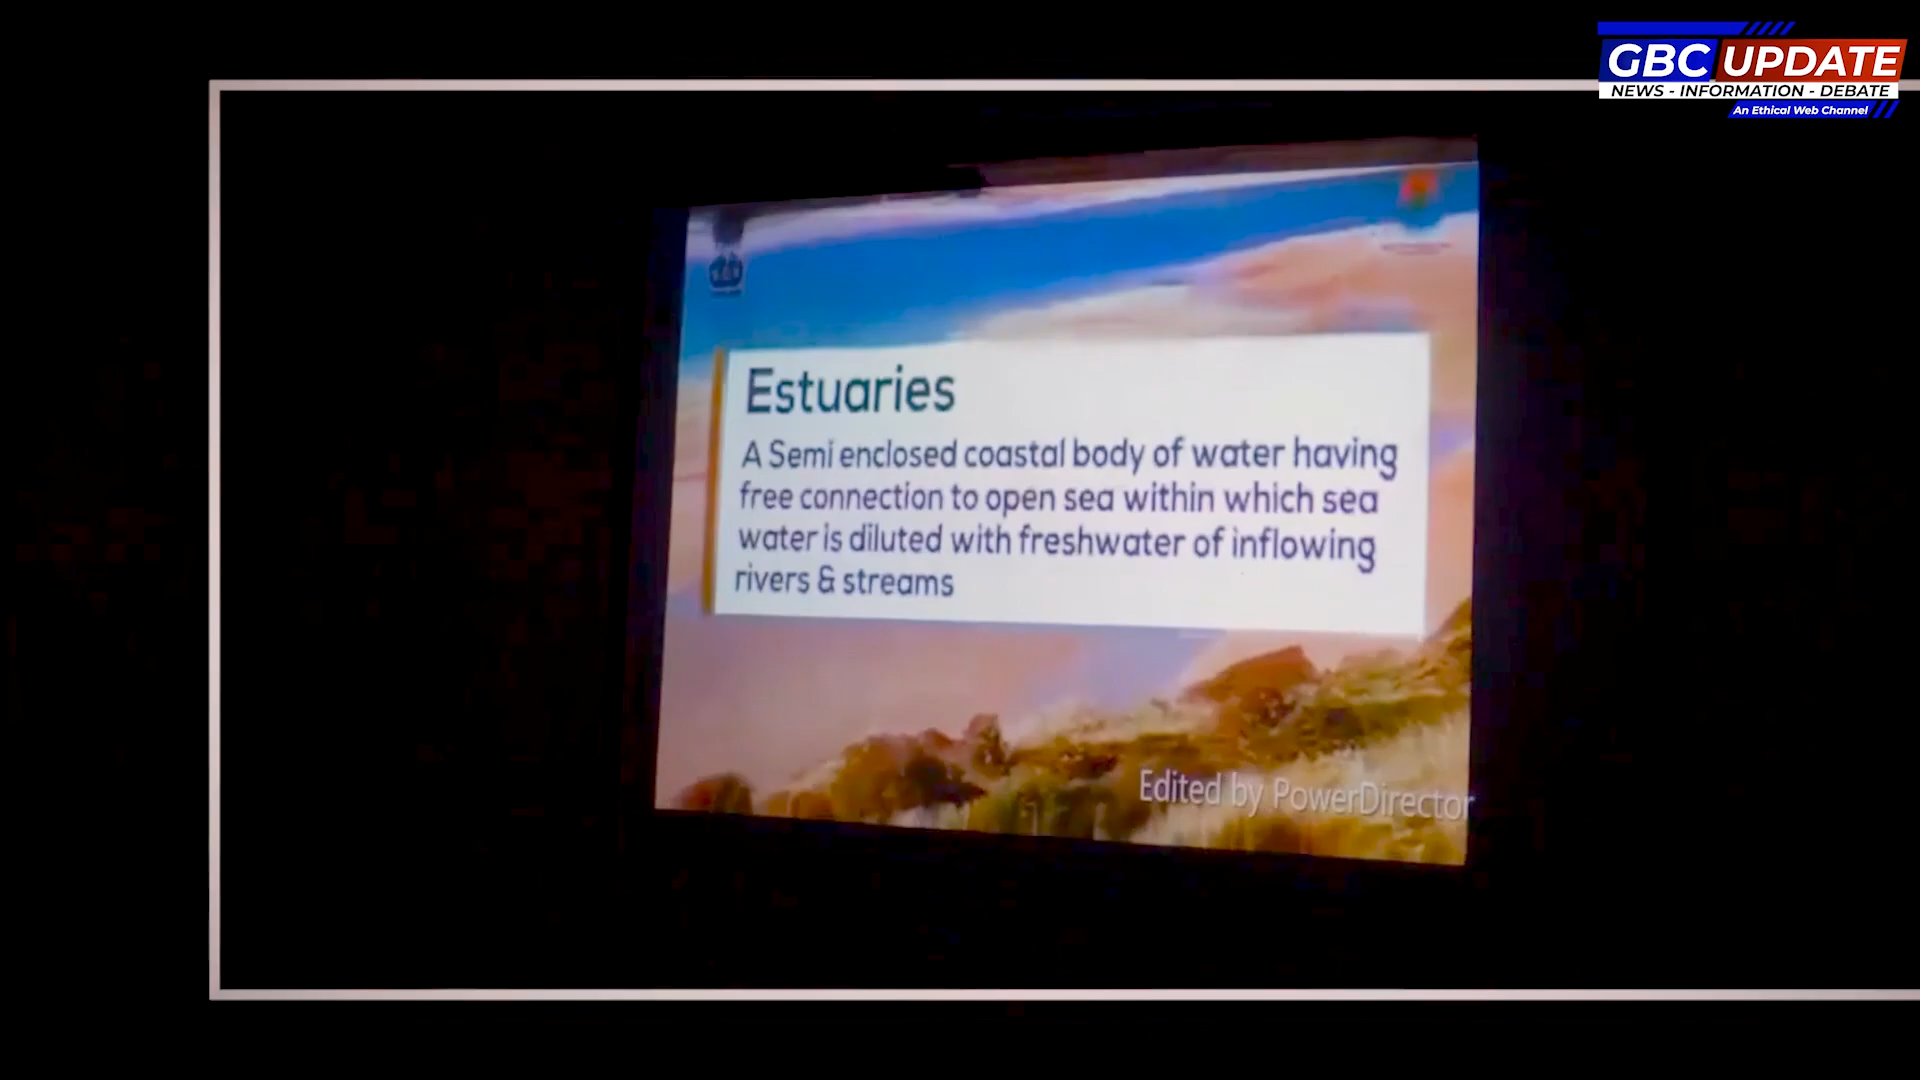 GBC UPDATE
NEWS - INFORMATION - DEBATE
An Ethical Web Channel
Estuaries
A Semi enclosed coastal body of water having
free connection to open sea within which sea
water is diluted with freshwater of inflowing
rivers & streams
Edited by PowerDirector